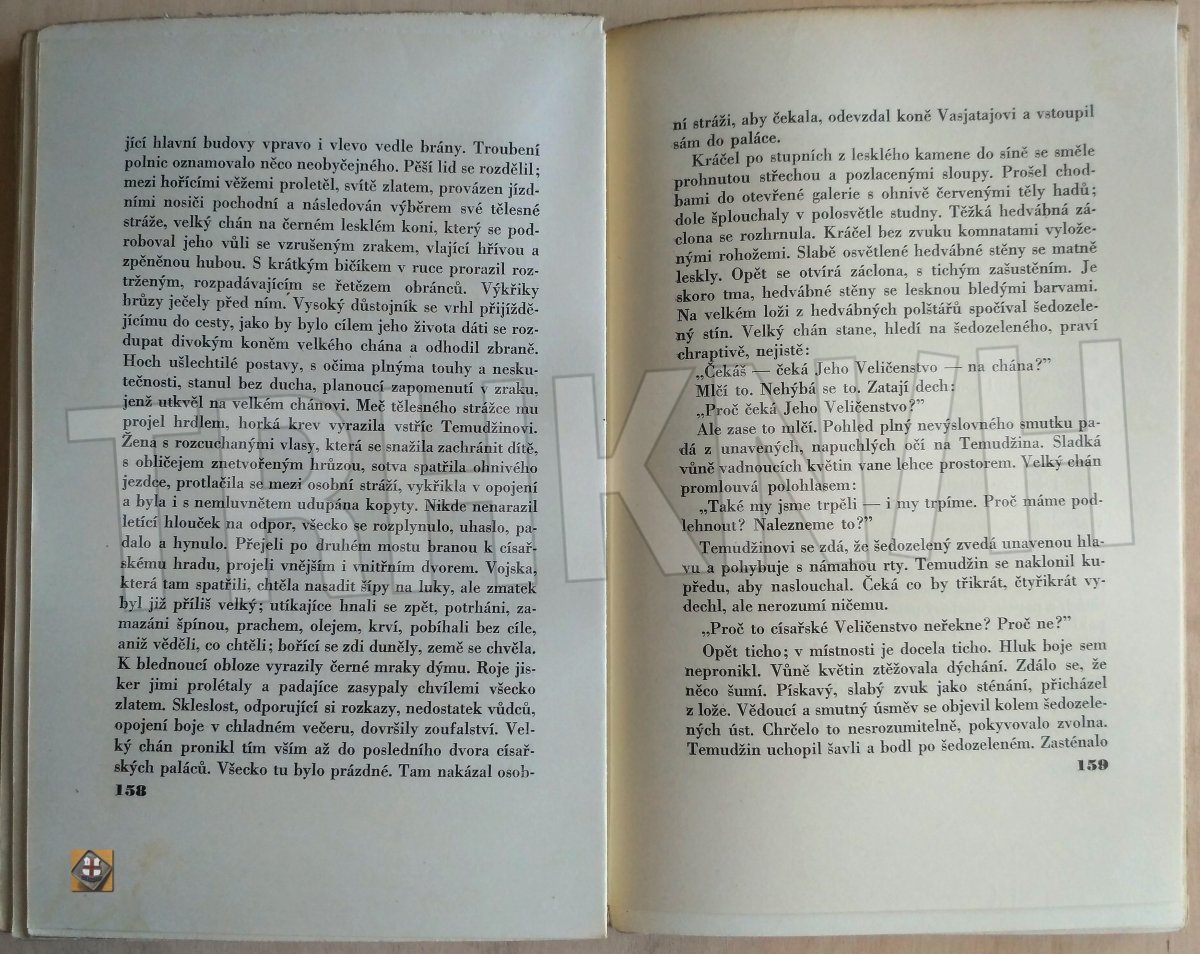 jící hlavní budovy vpravo i vlevo vedle brány. Troubení
polnic oznamovalo něco neobyčejného. Pěší lid se rozdělil;
mezi hořícími věžemi proletěl, svítě zlatem, provázen jízd-
ními nosiči pochodní a následován výběrem své tělesné
stráže, velký chán na černém lesklém koni, který se pod-
roboval jeho vůli se vzrušeným zrakem, vlající hřívou a
zpěněnou hubou. S krátkým bičíkem v ruce prorazil roz-
trženým, rozpadávajícím se řetězem obránců. Výkřiky
hrůzy ječely před ním. Vysoký důstojník se vrhl přijíždě-
jícímu do cesty, jako by bylo cílem jeho života dáti se roz-
dupat divokým koněm velkého chána a odhodil zbraně.
Hoch ušlechtilé postavy, s očima plnýma touhy a nesku-
tečnosti, stanul bez ducha, planoucí zapomenutí v zraku,
jenž utkvěl na velkém chánovi. Meč tělesného strážce mu
projel hrdlem, horká krev vyrazila vstříc Temudžinovi.
Žena s rozcuchanými vlasy, která se snažila zachránit dítě,
s obličejem znetvořeným hrůzou, sotva spatřila ohnivého
jezdce, protlačila se mezi osobní stráží, vykřikla v opojení
a byla i s nemluvnětem udupána kopyty. Nikde nenarazil
letící hlouček na odpor, všecko se rozplynulo, uhaslo, pa-
dalo a hynulo. Přejeli po druhém mostu branou k císař-
skému hradu, projeli vnějším i vnitřním dvorem. Vojska,
která tam spatřili, chtěla nasadit šípy na luky, ale zmatek
byl již příliš velký; utíkajíce hnali se zpět, potrháni, za-
mazáni špínou, prachem, olejem, krví, pobíhali bez cíle,
aniž věděli, co chtěli; bořící se zdi duněly, země se chvěla.
K blednoucí obloze vyrazily černé mraky dýmu. Roje jis-
ker jimi prolétaly a padajíce zasypaly chvílemi všecko
zlatem. Skleslost, odporující si rozkazy, nedostatek vůdců,
opojení boje v chladném večeru, dovršily zoufalství. Vel-
ký chán pronikl tím vším až do posledního dvora císař-
ských paláců. Všecko tu bylo prázdné. Tam nakázal osob-
158
ní stráži, aby čekala, odevzdal koně Vasjatajovi a vstoupil
sám do paláce.
Kráčel po stupních z lesklého kamene do síně se směle
prohnutou střechou a pozlacenými sloupy. Prošel chod-
bami do otevřené galerie s ohnivě červenými těly hadů;
dole šplouchaly v polosvětle studny. Těžká hedvábná zá-
clona se rozhrnula. Kráčel bez zvuku komnatami vylože-
nými rohožemi. Slabě osvětlené hedvábné stěny se matně
leskly. Opět se otvírá záclona, s tichým zašustěním. Je
skoro tma, hedvábné stěny se lesknou bledými barvami.
Na velkém loži z hedvábných polštářů spočíval šedozele-
ný stín. Velký chán stane, hledí na šedozeleného, praví
chraptivě, nejistě:
„Čekáš — čeká Jeho Veličenstvo — na chána?”
Mlčí to. Nehýbá se to. Zatají dech:
„Proč čeká Jeho Veličenstvo?”
Ale zase to mlčí. Pohled plný nevýslovného smutku pa-
dá z unavených, napuchlých očí na Temudžina. Sladká
vůně vadnoucích květin vane lehce prostorem. Velký chán
promlouvá polohlasem:
„Také my jsme trpěli — i my trpíme. Proč máme pod-
lehnout? Nalezneme to?”
Temudžinovi se zdá, že šedozelený zvedá unavenou hla-
vu a pohybuje s námahou rty. Temudžin se naklonil ku-
předu, aby naslouchal. Čeká co by třikrát, čtyřikrát vy-
dechl, ale nerozumí ničemu.
„Proč to císařské Veličenstvo neřekne? Proč ne?”
Opět ticho; v místnosti je docela ticho. Hluk boje sem
nepronikl. Vůně květin ztěžovala dýchání. Zdálo se, že
něco šumí. Pískavý, slabý zvuk jako sténání, přicházel
z lože. Vědoucí a smutný úsměv se objevil kolem šedozele-
ných úst. Chrčelo to nesrozumitelně, pokyvovalo zvolna.
Temudžin uchopil šavli a bodl po šedozeleném. Zasténalo
159